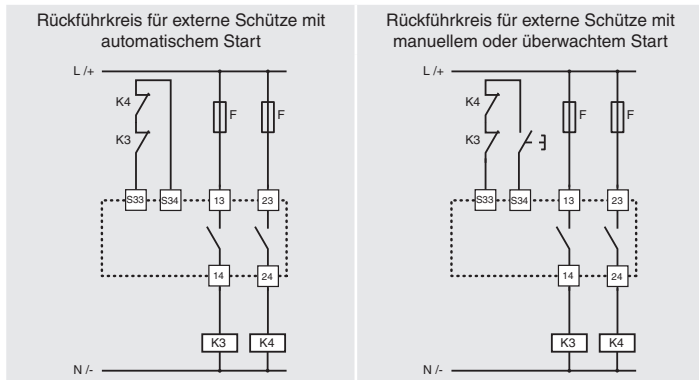 Rückführkreis für externe Schütze mit
automatischem Start
L /+
K4
F
F
K3
S33
S34
13
23
14
24
K3
K4
N /-
Rückführkreis für externe Schütze mit
manuellem oder überwachtem Start
L /+
K4
F
F
K3
S33
S34
13
23
14
24
K3
K4
N /-